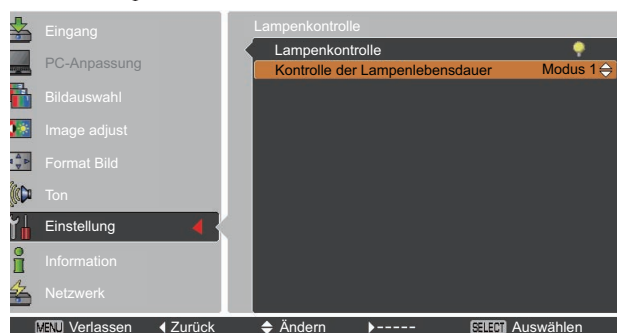 Eingang
PC-Anpassung
Bildauswahl
Image adjust
Format Bild
Ton
Einstellung
Information
Netzwerk
Lampenkontrolle
Lampenkontrolle
Kontrolle der Lampenlebensdauer Modus 1
MENU Verlassen Zurück Ändern ----- SELECT Auswählen